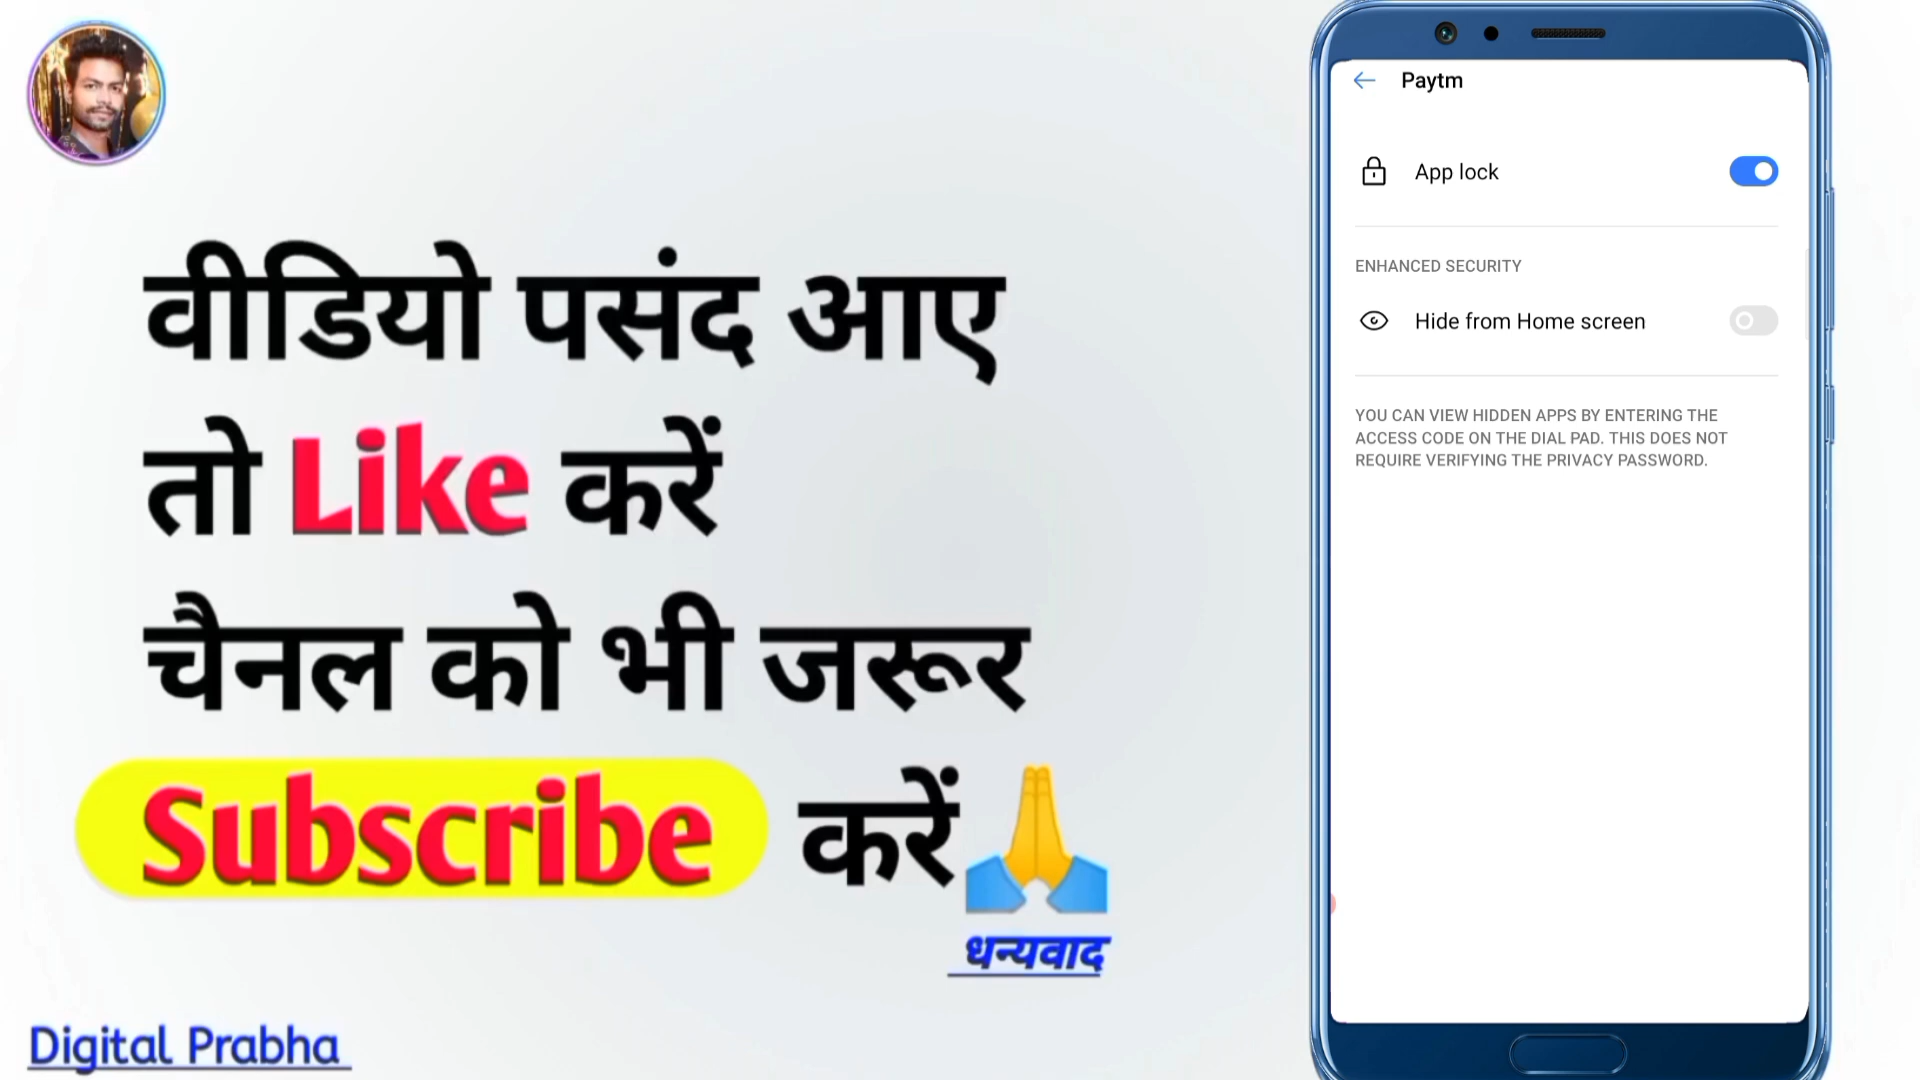 वीडियो पसंद आए
तो Like करें
चैनल को भी जरूर
Subscribe करें
धन्यवाद
Digital Prabha
Paytm
App lock
ENHANCED SECURITY
Hide from Home screen
YOU CAN VIEW HIDDEN APPS BY ENTERING THE
ACCESS CODE ON THE DIAL PAD. THIS DOES NOT
REQUIRE VERIFYING THE PRIVACY PASSWORD.